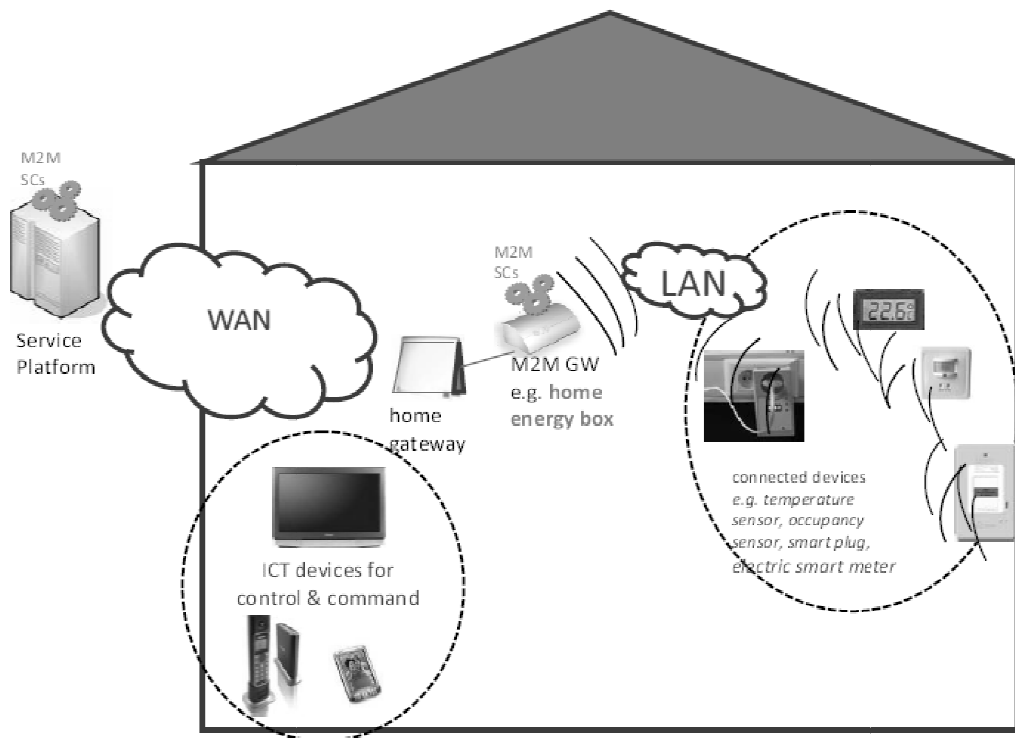 M2M
SCs
Service
Platform
WAN
home
gateway
M2M
SCs
M2M GW
e.g. home
energy box
LAN
22.6°C
connected devices
e.g. temperature
sensor, occupancy
sensor, smart plug,
electric smart meter
ICT devices for
control & command